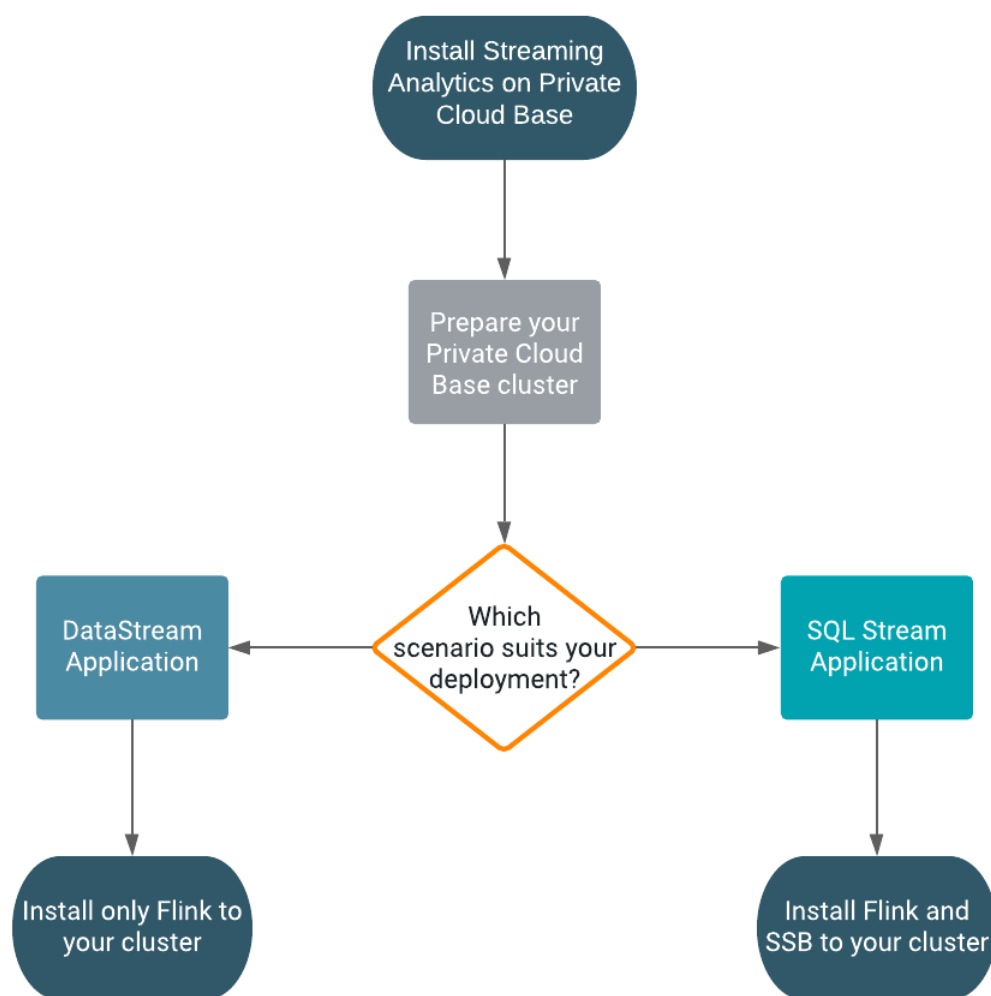 Install Streaming
Analytics on Private
Cloud Base
Prepare your
Private Cloud
Base cluster
Which
scenario suits your
deployment?
DataStream
Application
SQL Stream
Application
Install only Flink to
your cluster
Install Flink and
SSB to your cluster